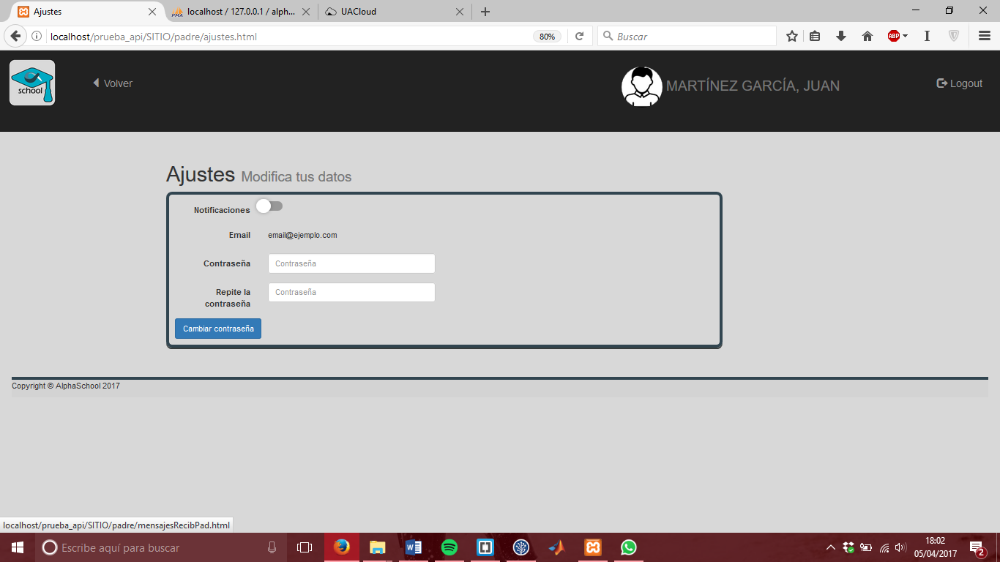 Ajustes
localhost / 127.0.0.1 / alph...
UACloud
localhost/prueba_api/SITIO/padre/ajustes.html
80%
Buscar
ABP
school
Volver
MARTÍNEZ GARCÍA, JUAN
Logout
Ajustes Modifica tus datos
Notificaciones
Email email@ejemplo.com
Contraseña Contraseña
Repite la contraseña Contraseña
Cambiar contraseña
Copyright © AlphaSchool 2017
localhost/prueba_api/SITIO/padre/mensajesRecibPad.html
Escribe aquí para buscar
18:02
05/04/2017
2